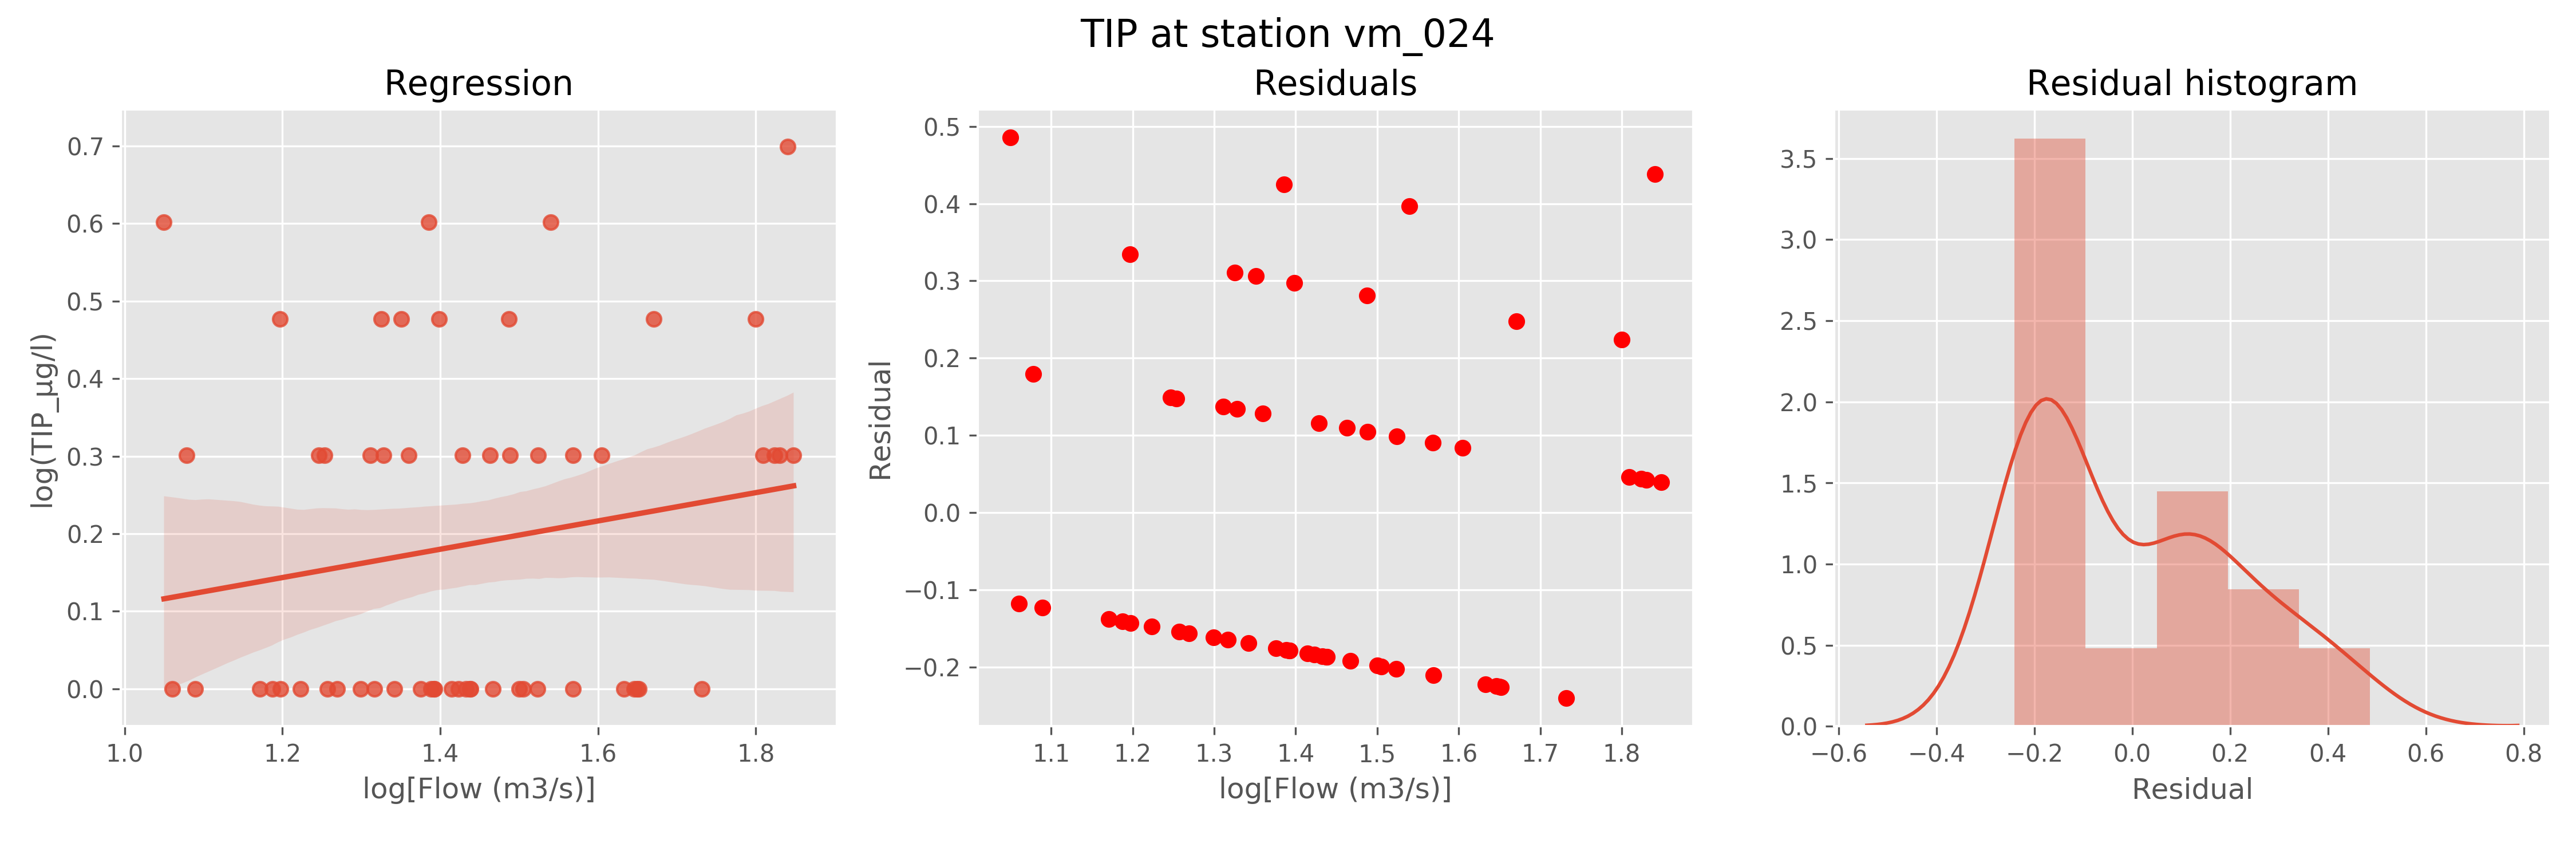 TIP at station vm_024
Regression
log(TIP_µg/l)
0.7
0.6
0.5
0.4
0.3
0.2
0.1
0.0
1.0 1.2 1.4 1.6 1.8
log[Flow (m3/s)]
Residuals
Residual
0.5
0.4
0.3
0.2
0.1
0.0
−0.1
−0.2
1.1 1.2 1.3 1.4 1.5 1.6 1.7 1.8
log[Flow (m3/s)]
Residual histogram
3.5
3.0
2.5
2.0
1.5
1.0
0.5
0.0
−0.6 −0.4 −0.2 0.0 0.2 0.4 0.6 0.8
Residual